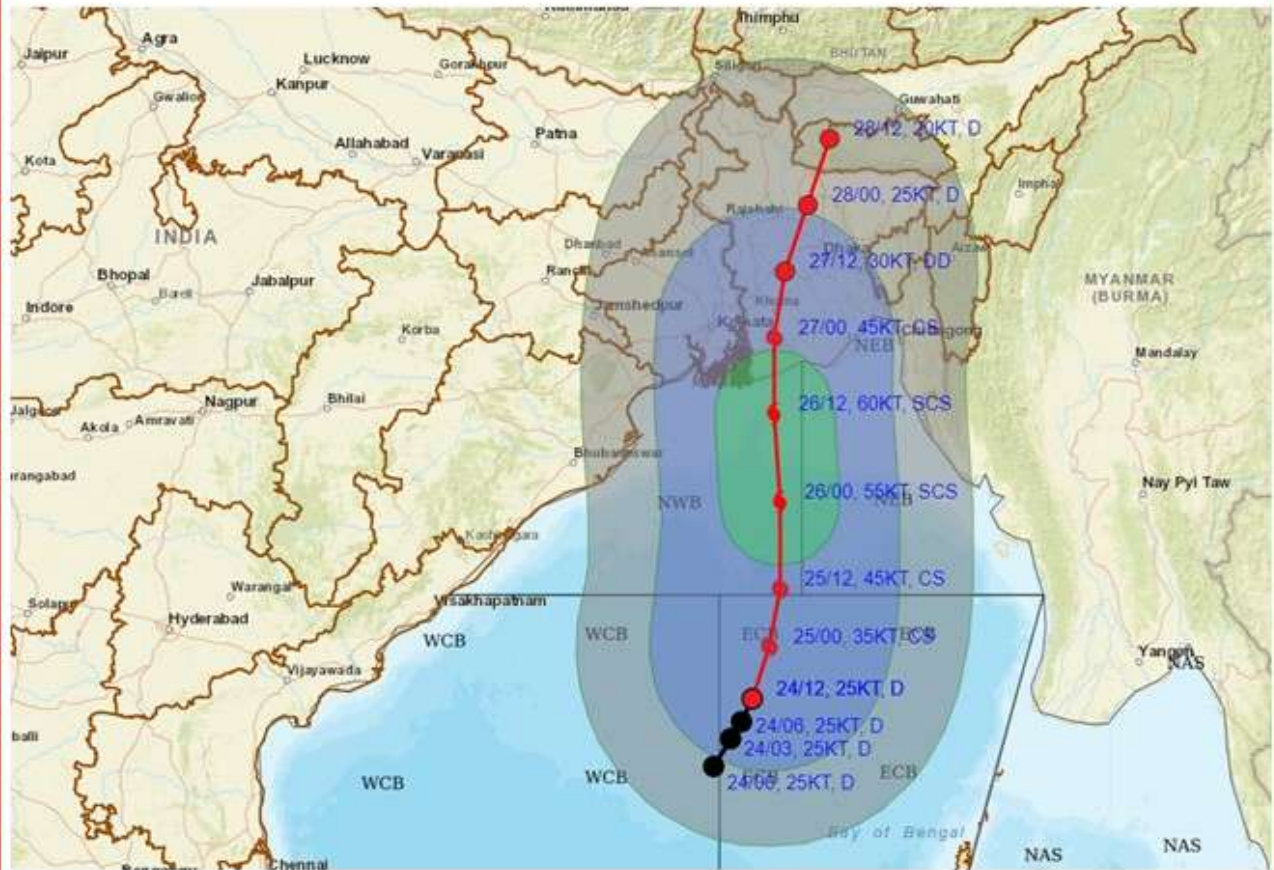 Thimphu
Agra
Jaipur
Lucknow
Gorakhpur
BHUTAN
Kanpur
Gwalior
Guwahati
28/12, 20KT, D
Patna
Allahabad
Varanasi
Kota
Imphal
28/00, 25KT, D
Rajshahi
INDIA
Dhanbad
Asansol
Dhaka
Aizawl
27/12, 30KT, DD
Ranchi
Bhopal
Jabalpur
MYANMAR
(BURMA)
Indore
Jamshedpur
Khulna
Kolkata
27/00, 45KT, CS
Chittagong
Korba
NEB
Mandalay
Nagpur
Bhilai
26/12, 60KT, SCS
Akola
Amravati
Bhubaneswar
Nay Pyi Taw
26/00, 55KT, SCS
NWB
NEB
Warangal
25/12, 45KT, CS
Visakhapatnam
Hyderabad
WCB
WCB
ECB
25/00, 35KT, CS
ECB
Yangon
NAS
Vijayawada
24/12, 25KT, D
24/06, 25KT, D
24/03, 25KT, D
24/00, 25KT, D
WCB
WCB
ECB
ECB
Bay of Bengal
NAS
NAS
Chennai